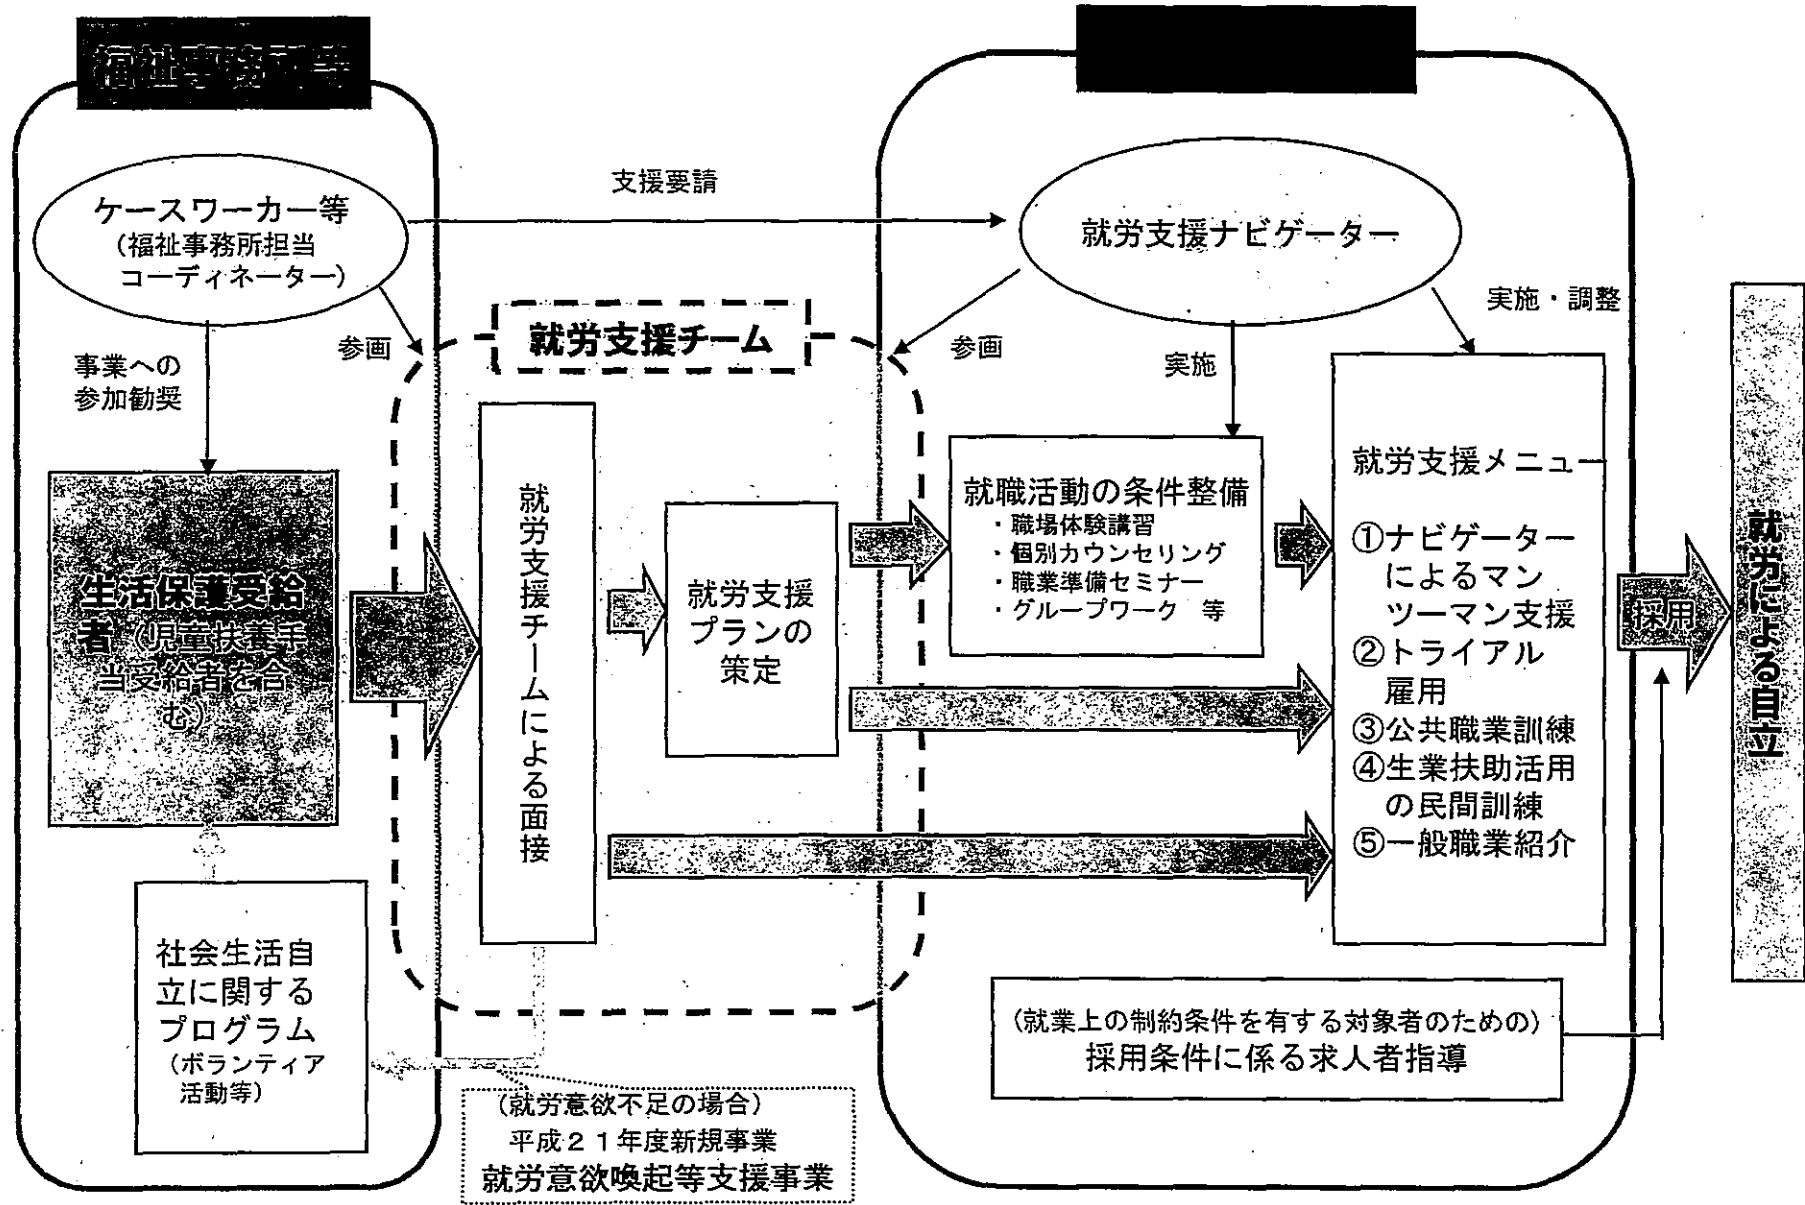 福祉事務所等
ケースワーカー等
（福祉事務所担当
コーディネーター）
支援要請
就労支援ナビゲーター
事業への
参加勧奨
参画
就労支援チーム
参画
実施
実施・調整
生活保護受給
者（児童扶養手
当受給者を含
む）
就労支援チームによる面接
就労支援
プランの
策定
就職活動の条件整備
・職場体験講習
・個別カウンセリング
・職業準備セミナー
・グループワーク　等
就労支援メニュー
①ナビゲーター
によるマン
ツーマン支援
②トライアル
雇用
③公共職業訓練
④生業扶助活用
の民間訓練
⑤一般職業紹介
採用
就労による自立
社会生活自
立に関する
プログラム
（ボランティア
活動等）
（就労意欲不足の場合）
平成２１年度新規事業
就労意欲喚起等支援事業
（就業上の制約条件を有する対象者のための）
採用条件に係る求人者指導